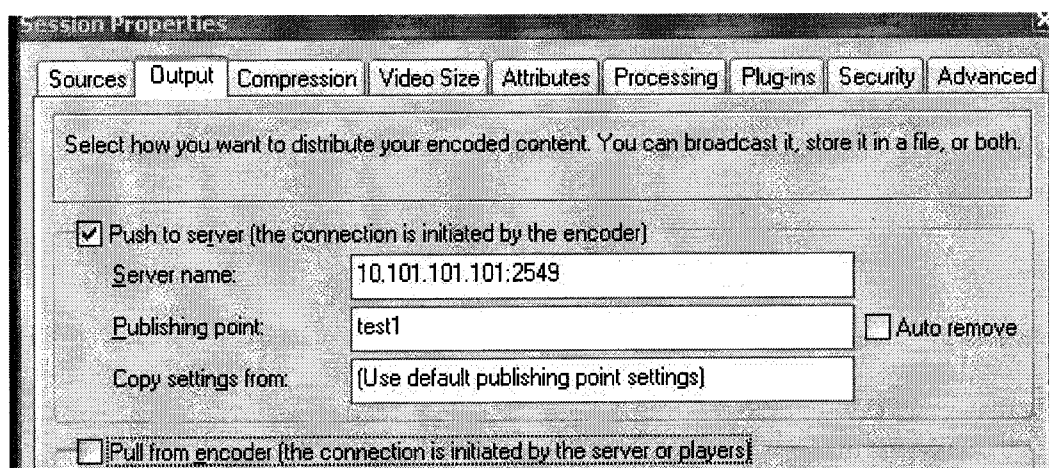 Session Properties
Sources Output Compression Video Size Attributes Processing Plug-ins Security Advanced
Select how you want to distribute your encoded content. You can broadcast it, store it in a file, or both.
Push to server (the connection is initiated by the encoder)
Server name: 10.101.101.101:2549
Publishing point: test1 Auto remove
Copy settings from: (Use default publishing point settings)
Pull from encoder (the connection is initiated by the server or players)